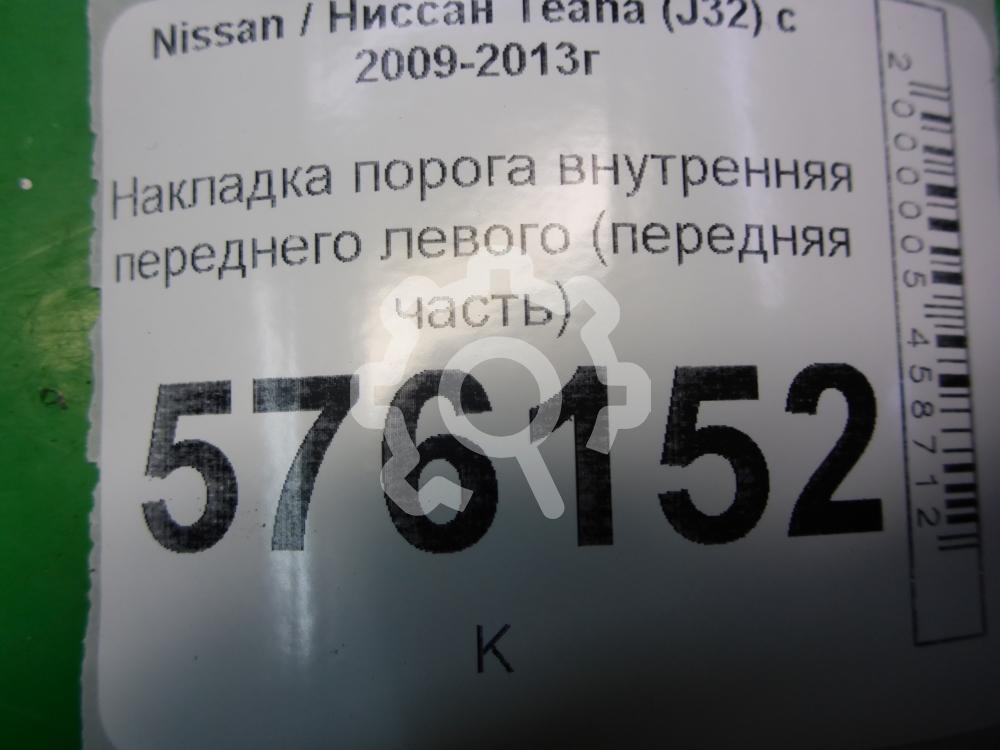 Nissan / Ниссан Teana (J32) с
2009-2013г
Накладка порога внутренняя
переднего левого (передняя
часть)
576152
К
2000005458712